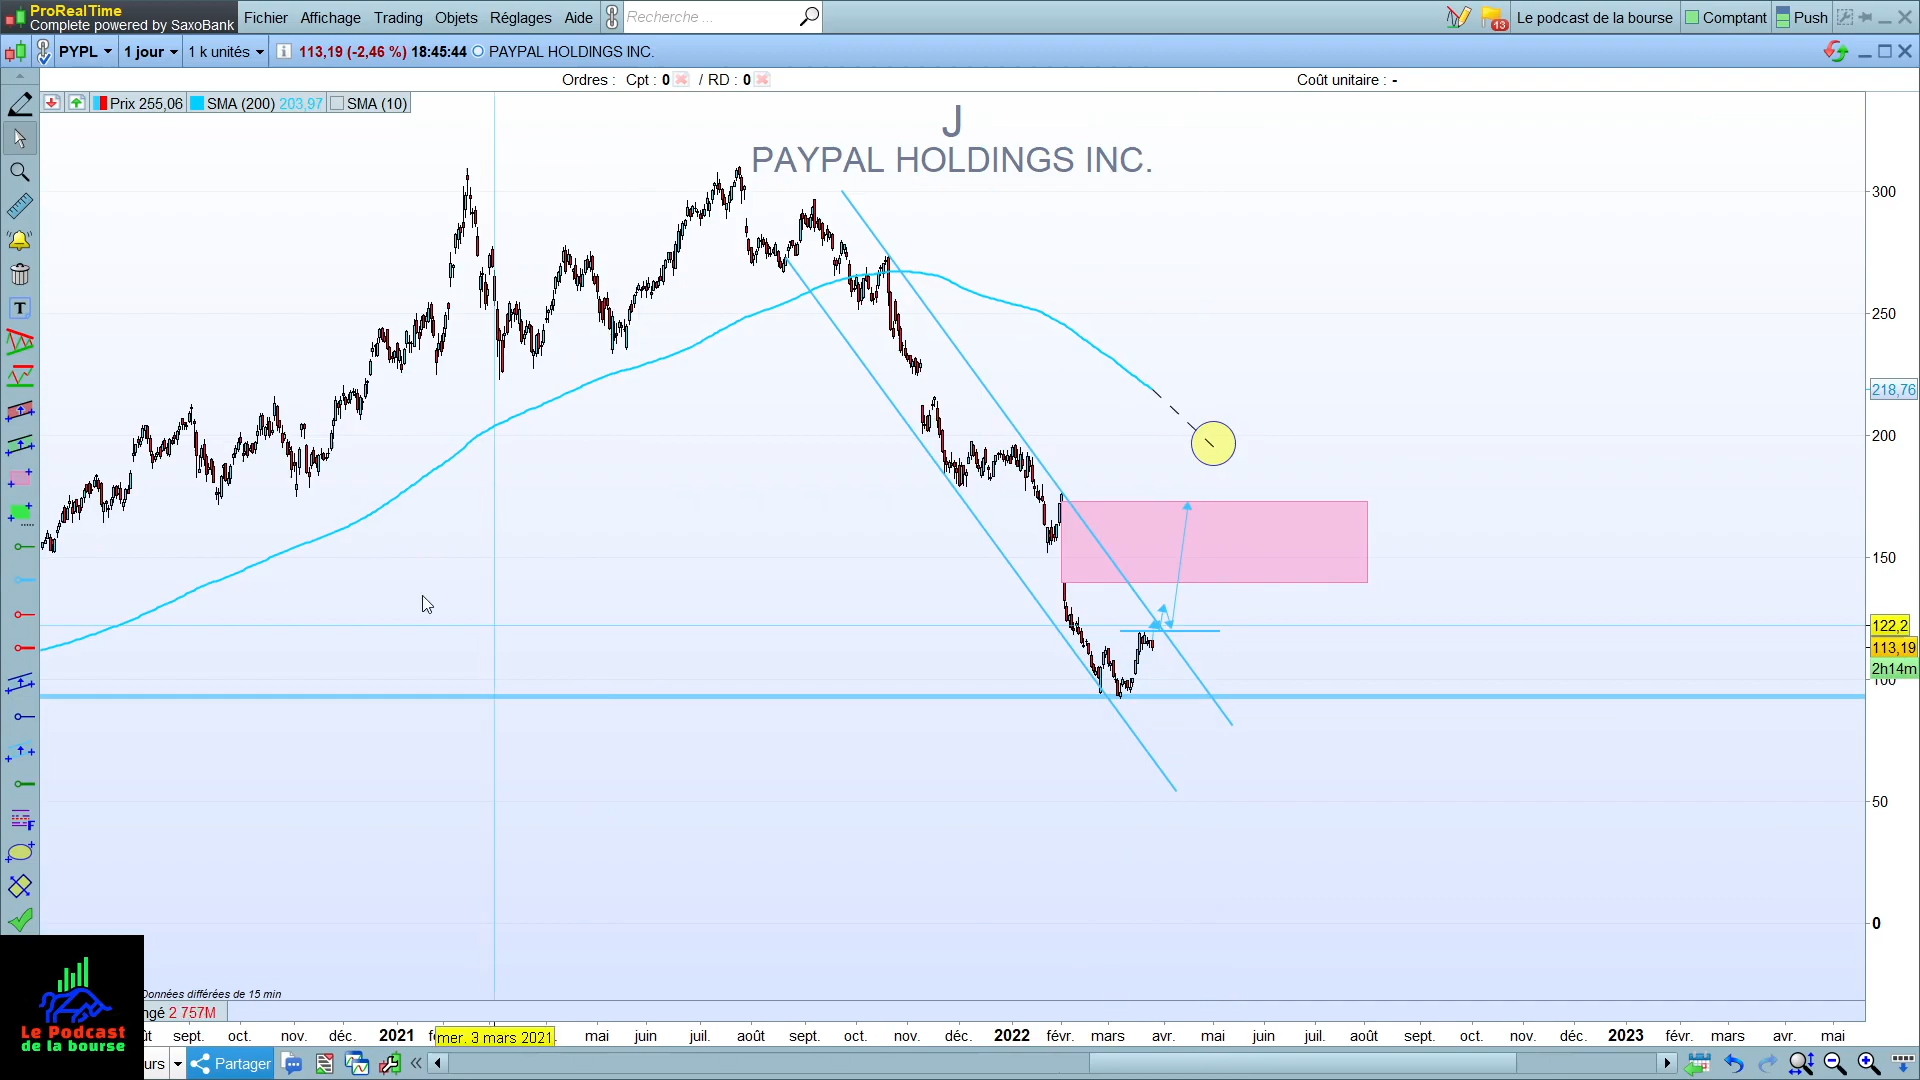 ProRealTime
Complete powered by SaxoBank
Fichier Affichage Trading Objets Réglages Aide
Recherche ...
13
Le podcast de la bourse
Comptant
Push
PYPL
1 jour
1 k unités
113,19 (-2,46 %) 18:45:44 PAYPAL HOLDINGS INC.
Ordres : Cpt : 0 / RD : 0
Coût unitaire : -
Prix 255,06 SMA (200) 203,97 SMA (10)
J
PAYPAL HOLDINGS INC.
300
250
218,76
200
150
122,2
113,19
2h14m
100
50
0
T
F
Données différées de 15 min
ngé 2 757M
ût sept. oct. nov. déc. 2021 f mer. 3 mars 2021 mai juin juil. août sept. oct. nov. déc. 2022 févr. mars avr. mai juin juil. août sept. oct. nov. déc. 2023 févr. mars avr. mai
Le Podcast
de la bourse
urs
Partager